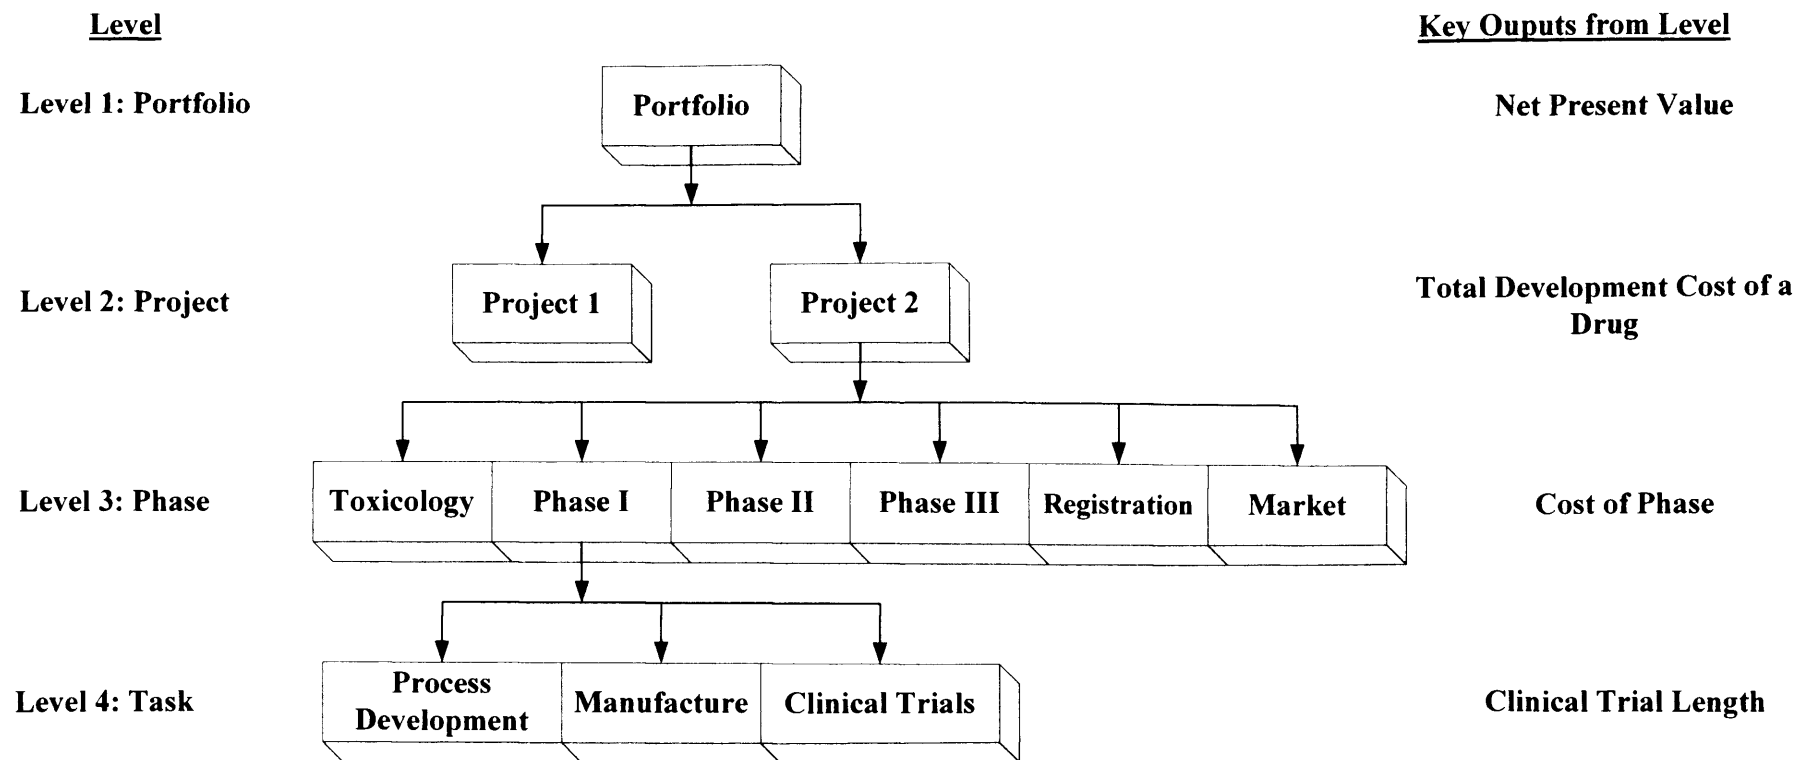 Level
Key Ouputs from Level
Level 1: Portfolio
Portfolio
Net Present Value
Level 2: Project
Project 1
Project 2
Total Development Cost of a
Drug
Level 3: Phase
Toxicology
Phase I
Phase II
Phase III
Registration
Market
Cost of Phase
Level 4: Task
Process
Development
Manufacture
Clinical Trials
Clinical Trial Length